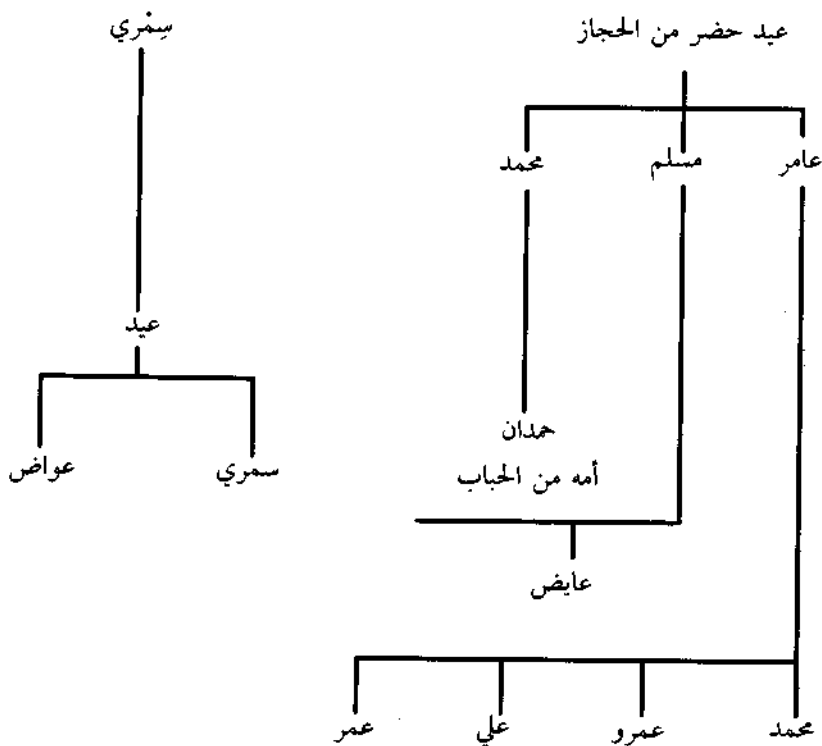 عيد حضر من الحجاز
عامر
مسلم
محمد
حمدان
أمه من الحباب
عايض
محمد
عمرو
علي
عمر
سِمْري
عيد
سمري
عواض